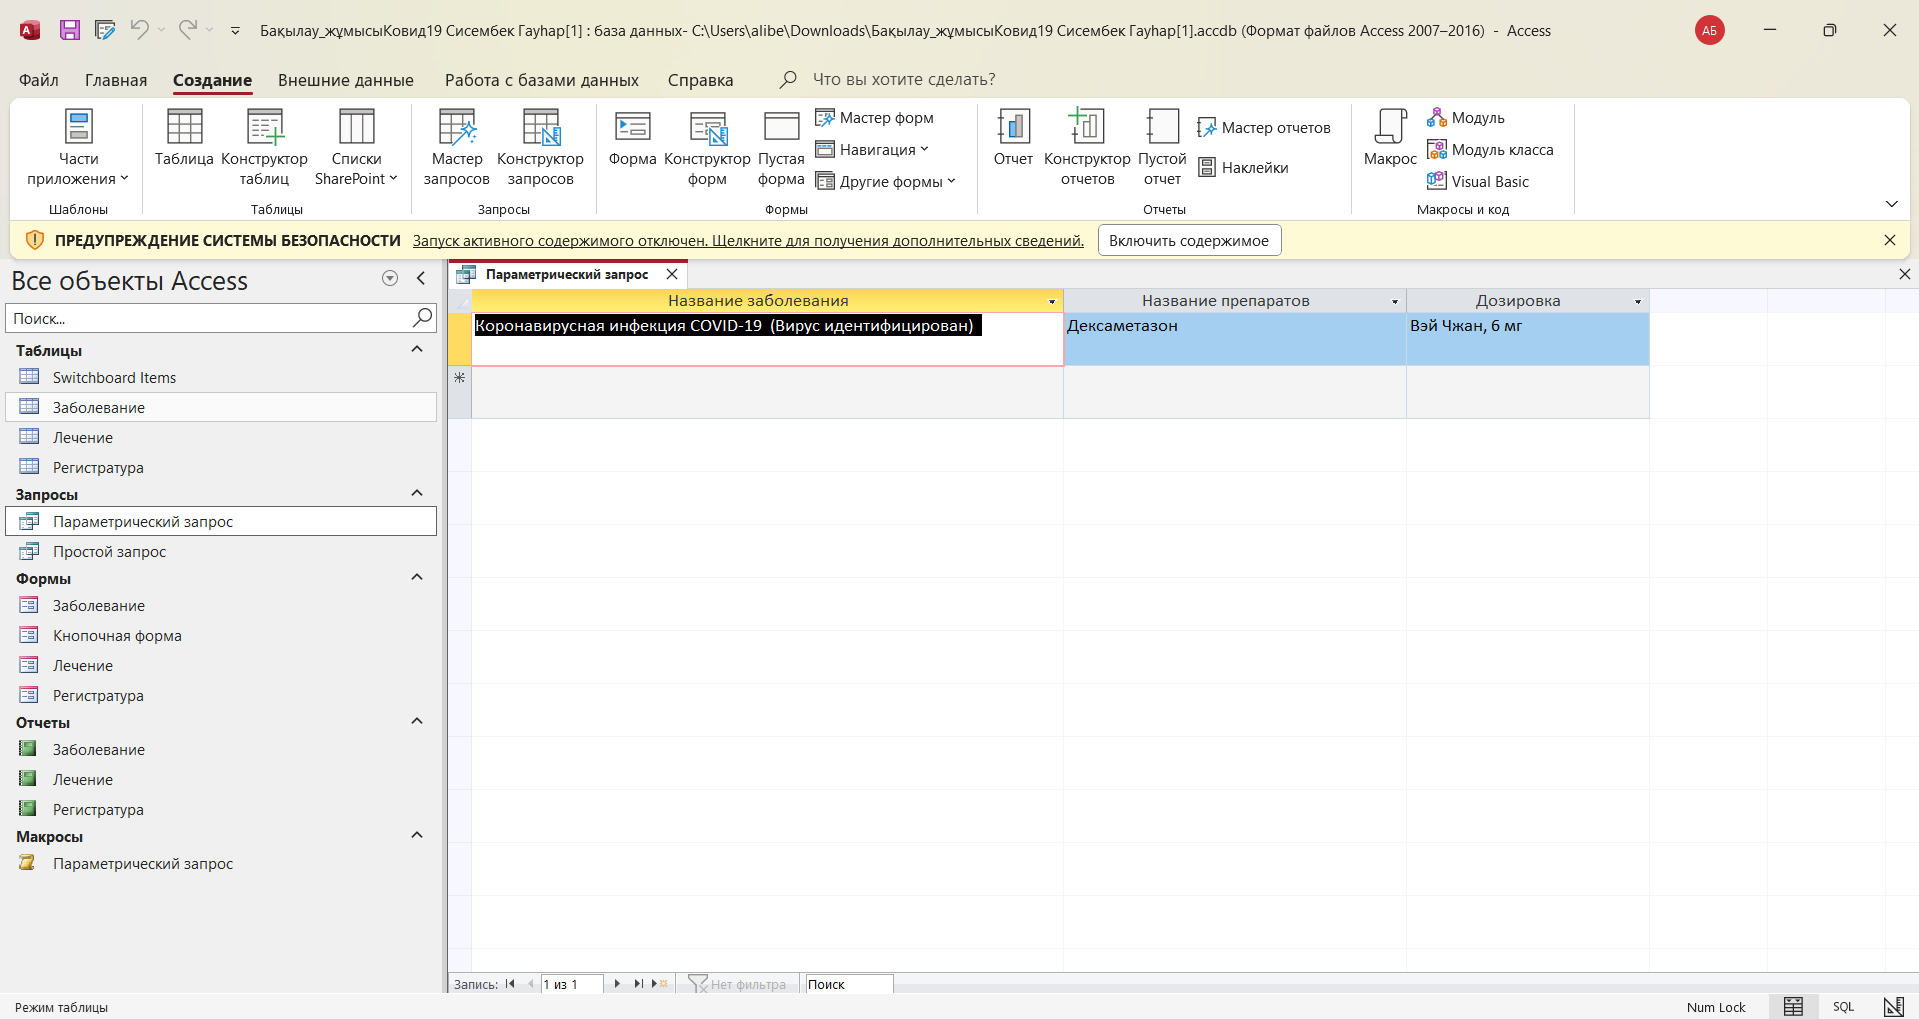 Бақылау_жұмысыКовид19 Сисембек Гауhар[1] : база данных- C:\Users\alibe\Downloads\Бақылау_жұмысыКовид19 Сисембек Гауhар[1].accdb (Формат файлов Access 2007–2016) - Access
АБ
Файл Главная Создание Внешние данные Работа с базами данных Справка Что вы хотите сделать?
Части приложения
Шаблоны
Таблица
Конструктор таблиц
Списки SharePoint
Таблицы
Мастер запросов
Конструктор запросов
Запросы
Форма
Конструктор форм
Пустая форма
Мастер форм
Навигация
Другие формы
Формы
Отчет
Конструктор отчетов
Пустой отчет
Мастер отчетов
Наклейки
Отчеты
Макрос
Модуль
Модуль класса
Visual Basic
Макросы и код
ПРЕДУПРЕЖДЕНИЕ СИСТЕМЫ БЕЗОПАСНОСТИ Запуск активного содержимого отключен. Щелкните для получения дополнительных сведений. Включить содержимое
Все объекты Access
Поиск...
Таблицы
Switchboard Items
Заболевание
Лечение
Регистратура
Запросы
Параметрический запрос
Простой запрос
Формы
Заболевание
Кнопочная форма
Лечение
Регистратура
Отчеты
Заболевание
Лечение
Регистратура
Макросы
Параметрический запрос
Параметрический запрос
Название заболевания Название препаратов Дозировка
Коронавирусная инфекция COVID-19 (Вирус идентифицирован) Дексаметазон Вэй Чжан, 6 мг
Запись: 1 из 1 Нет фильтра Поиск
Режим таблицы Num Lock SQL